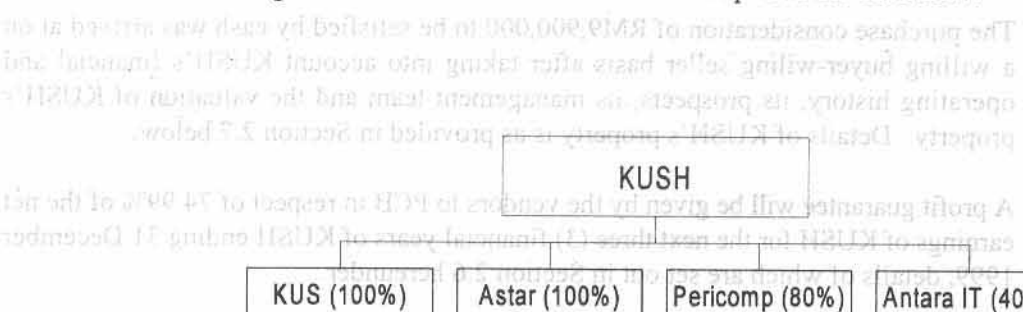 The purchase consideration of RM9,900,000 to be satisfied by cash was arrived at on
a willing buyer-willing seller basis after taking into account KUSH's financial and
operating history, its prospects, its management team and the valuation of KUSH's
property. Details of KUSH's property is as provided in Section 2.7 below.
KUSH
A profit guarantee will be given by the vendors to PCH in respect of 74.99% of the net
earnings of KUSH for the next three (3) financial years of KUSH ending 31 December
1999, details of which are set out in Section 2.6 hereunder
KUS (100%) Astar (100%) Pericomp (80%) Antara IT (40